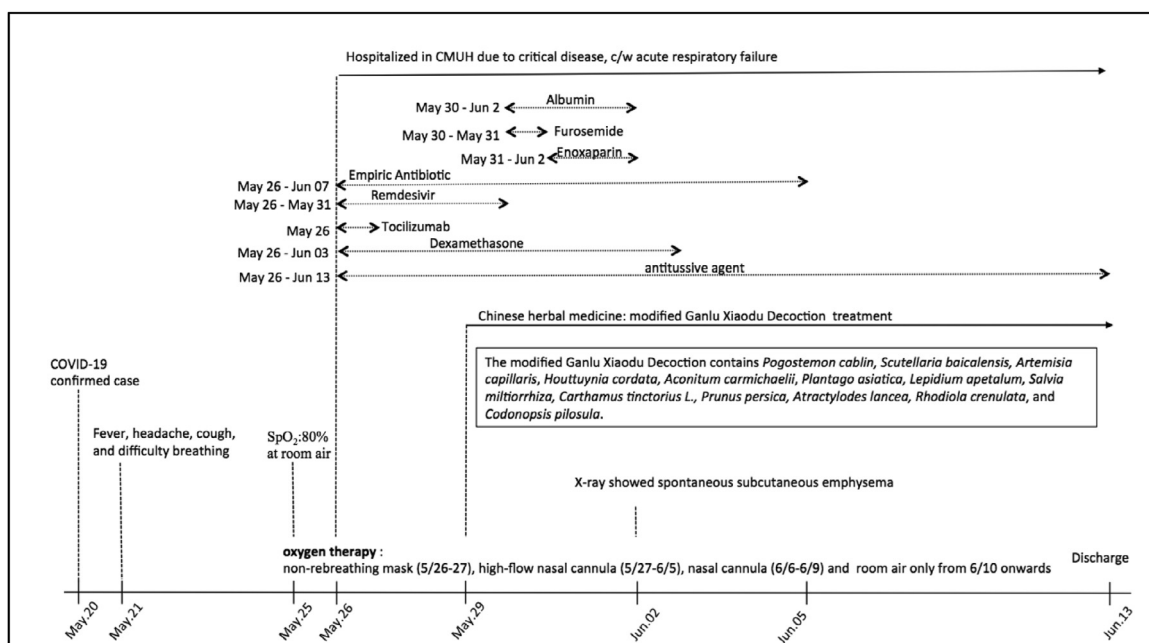 Hospitalized in CMUH due to critical disease, c/w acute respiratory failure
May 30 - Jun 2
Albumin
May 30 - May 31
Furosemide
May 31 - Jun 2
Enoxaparin
May 26 - Jun 07
Empiric Antibiotic
May 26 - May 31
Remdesivir
May 26
Tocilizumab
May 26 - Jun 03
Dexamethasone
May 26 - Jun 13
antitussive agent
Chinese herbal medicine: modified Ganlu Xiaodu Decoction treatment
The modified Ganlu Xiaodu Decoction contains Pogostemon cablin, Scutellaria baicalensis, Artemisia
capillaris, Houttuynia cordata, Aconitum carmichaelii, Plantago asiatica, Lepidium apetalum, Salvia
miltiorrhiza, Carthamus tinctorius L., Prunus persica, Atractylodes lancea, Rhodiola crenulata, and
Codonopsis pilosula.
COVID-19
confirmed case
Fever, headache, cough,
and difficulty breathing
SpO₂:80%
at room air
X-ray showed spontaneous subcutaneous emphysema
oxygen therapy :
non-rebreathing mask (5/26-27), high-flow nasal cannula (5/27-6/5), nasal cannula (6/6-6/9) and room air only from 6/10 onwards
Discharge
May.20
May.21
May.25
May.26
May.29
Jun.02
Jun.05
Jun.13